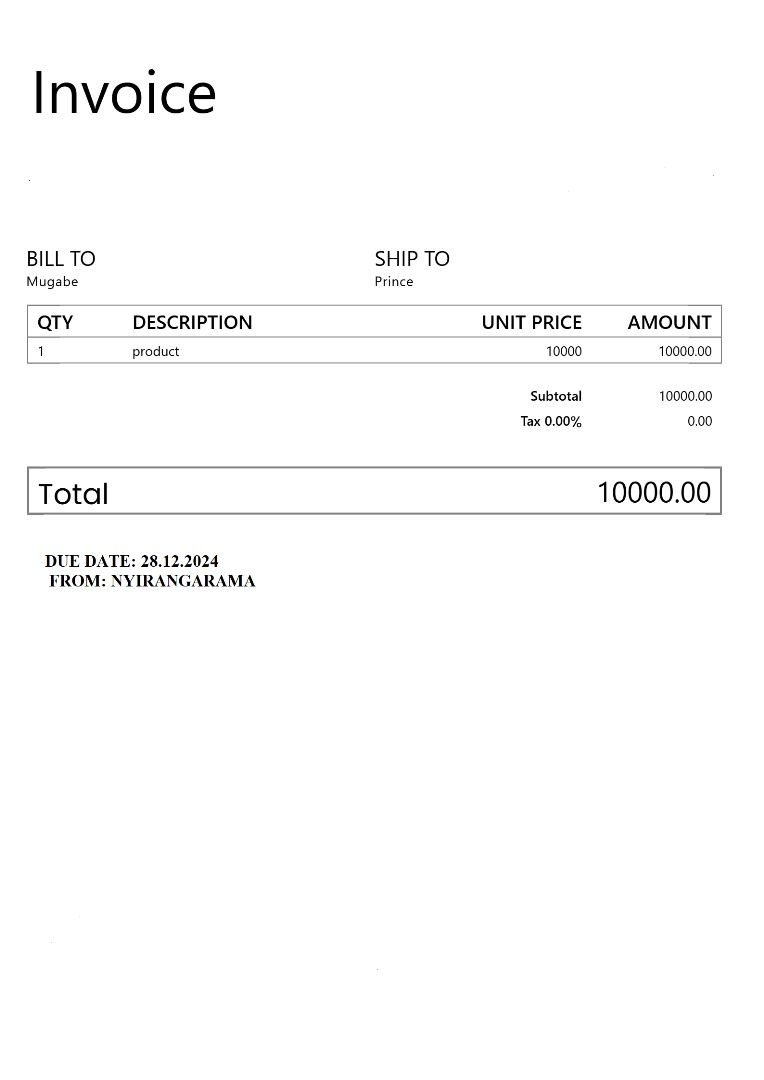 Invoice
BILL TO SHIP TO
Mugabe Prince
QTY DESCRIPTION UNIT PRICE AMOUNT
1 product 10000 10000.00
Subtotal 10000.00
Tax 0.00% 0.00
Total 10000.00
DUE DATE: 28.12.2024
FROM: NYIRANGARAMA